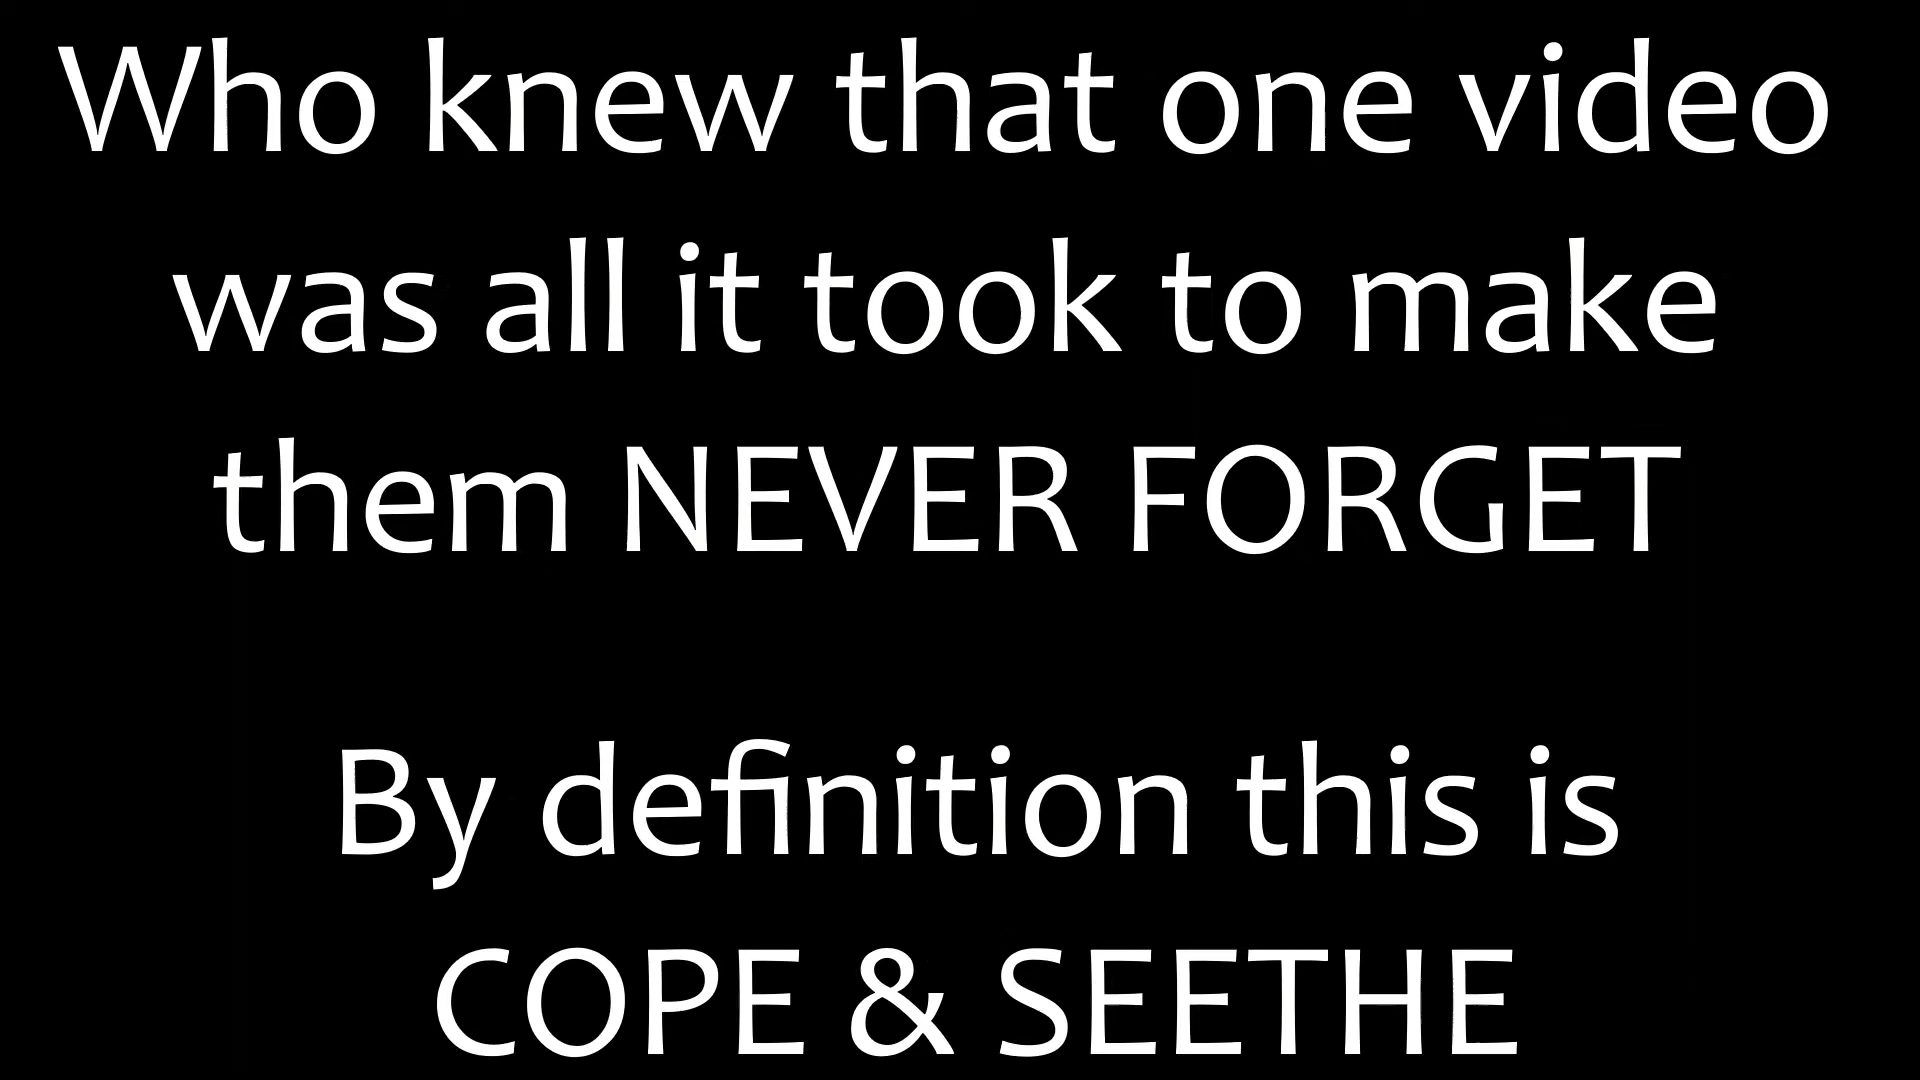 Who knew that one video
was all it took to make
them NEVER FORGET
By definition this is
COPE & SEETHE